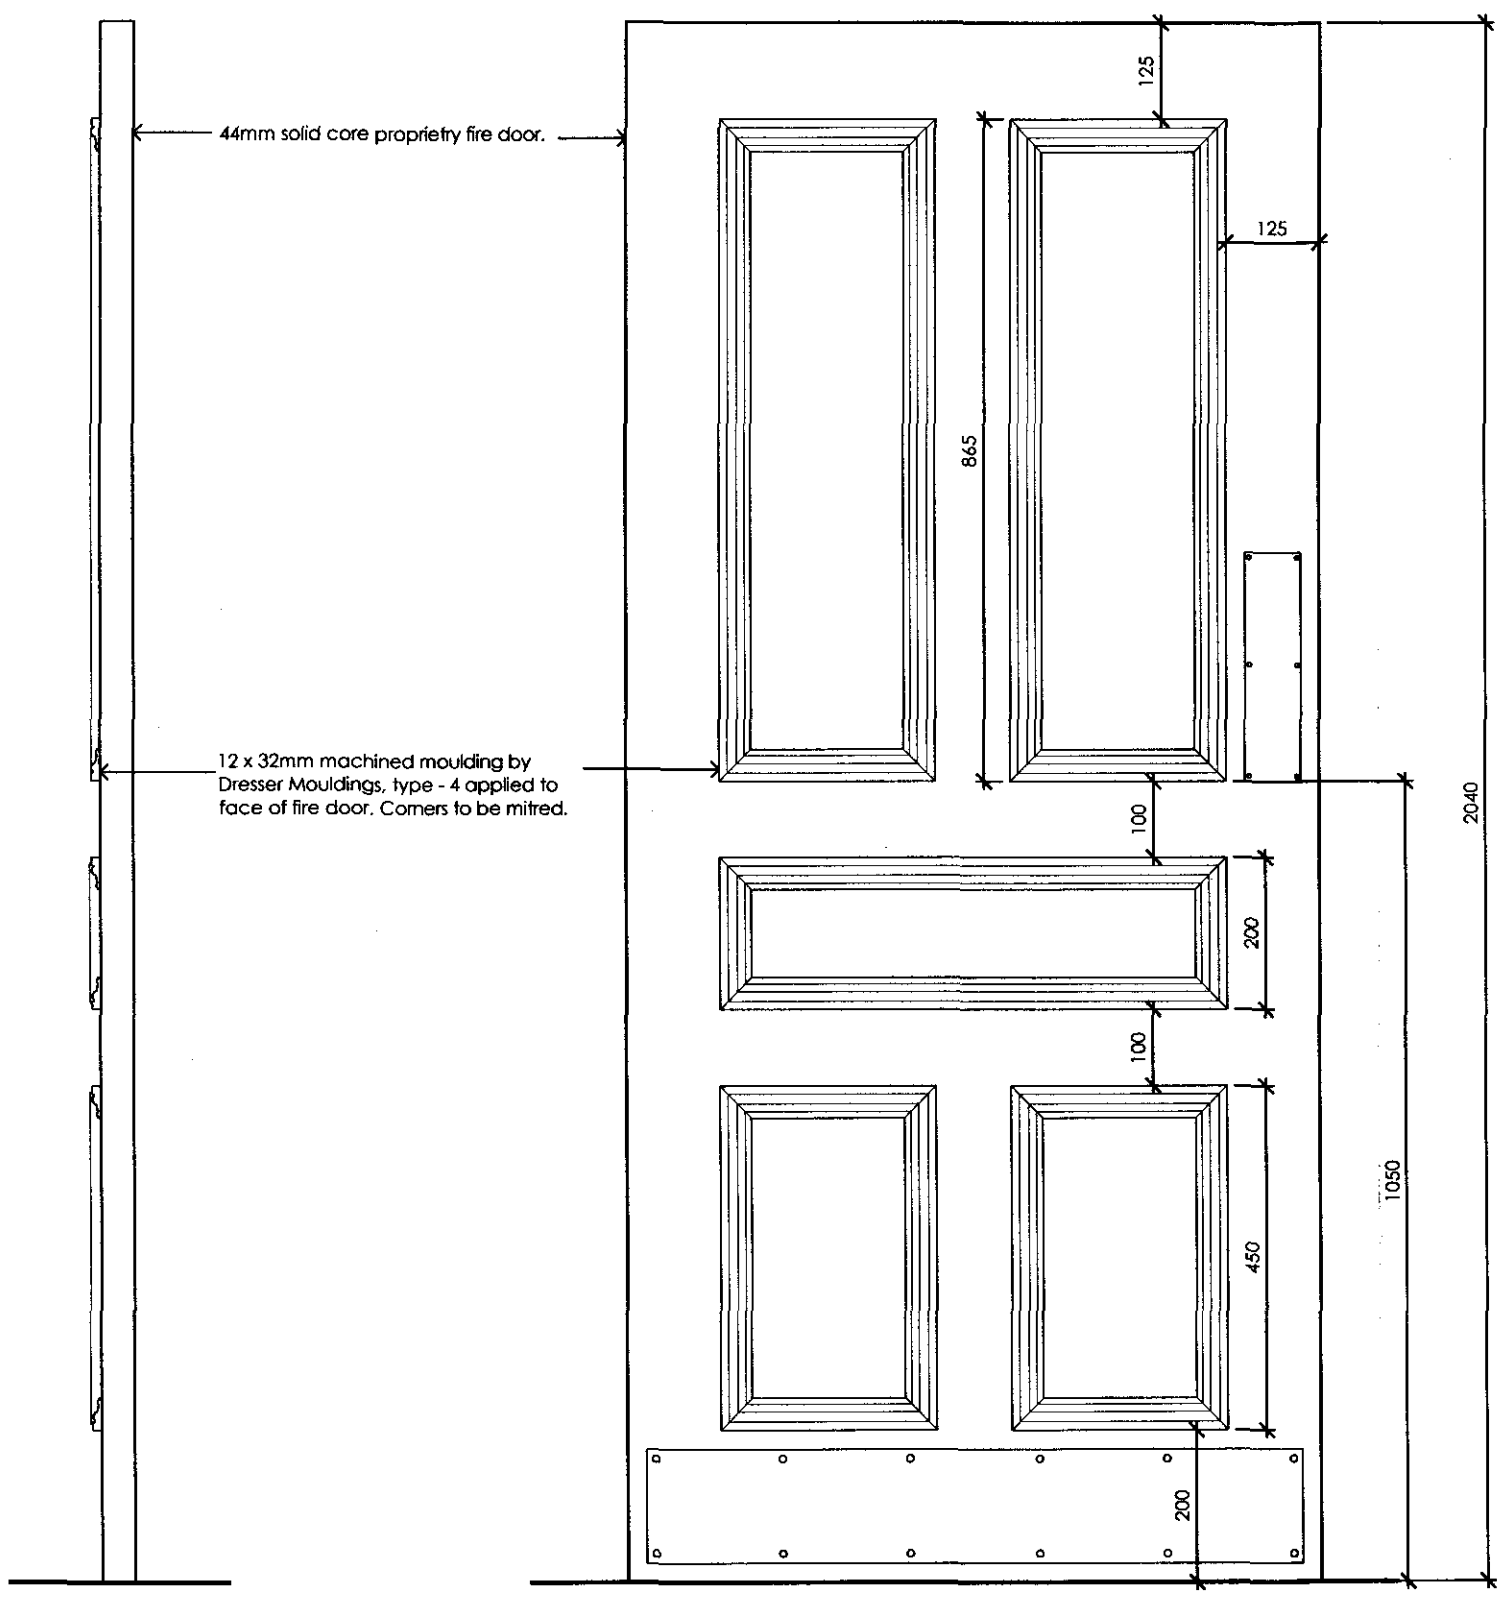 125
44mm solid core proprietry fire door.
125
865
12 x 32mm machined moulding by
Dresser Mouldings, type - 4 applied to
face of fire door. Corners to be mitred.
100
2040
200
100
1050
450
200